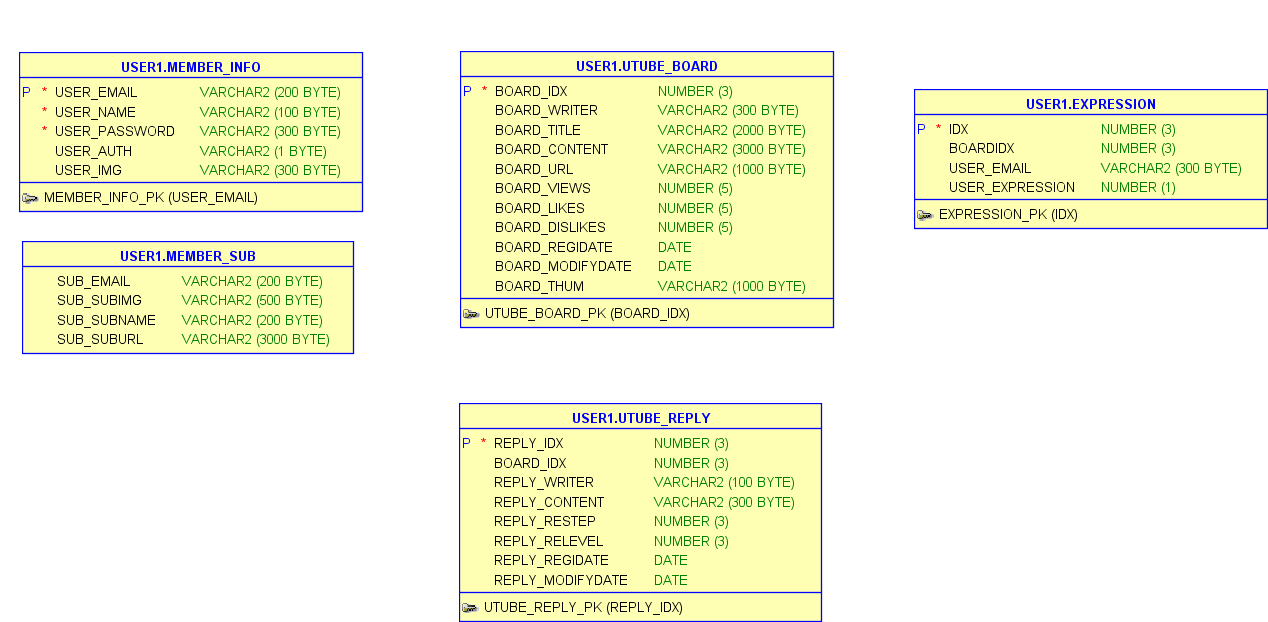 USER1.MEMBER_INFO
P * USER_EMAIL VARCHAR2 (200 BYTE)
* USER_NAME VARCHAR2 (100 BYTE)
* USER_PASSWORD VARCHAR2 (300 BYTE)
USER_AUTH VARCHAR2 (1 BYTE)
USER_IMG VARCHAR2 (300 BYTE)
MEMBER_INFO_PK (USER_EMAIL)
USER1.MEMBER_SUB
SUB_EMAIL VARCHAR2 (200 BYTE)
SUB_SUBIMG VARCHAR2 (500 BYTE)
SUB_SUBNAME VARCHAR2 (200 BYTE)
SUB_SUBURL VARCHAR2 (3000 BYTE)
USER1.UTUBE_BOARD
P * BOARD_IDX NUMBER (3)
BOARD_WRITER VARCHAR2 (300 BYTE)
BOARD_TITLE VARCHAR2 (2000 BYTE)
BOARD_CONTENT VARCHAR2 (3000 BYTE)
BOARD_URL VARCHAR2 (1000 BYTE)
BOARD_VIEWS NUMBER (5)
BOARD_LIKES NUMBER (5)
BOARD_DISLIKES NUMBER (5)
BOARD_REGIDATE DATE
BOARD_MODIFYDATE DATE
BOARD_THUM VARCHAR2 (1000 BYTE)
UTUBE_BOARD_PK (BOARD_IDX)
USER1.UTUBE_REPLY
P * REPLY_IDX NUMBER (3)
BOARD_IDX NUMBER (3)
REPLY_WRITER VARCHAR2 (100 BYTE)
REPLY_CONTENT VARCHAR2 (300 BYTE)
REPLY_RESTEP NUMBER (3)
REPLY_RELEVEL NUMBER (3)
REPLY_REGIDATE DATE
REPLY_MODIFYDATE DATE
UTUBE_REPLY_PK (REPLY_IDX)
USER1.EXPRESSION
P * IDX NUMBER (3)
BOARDIDX NUMBER (3)
USER_EMAIL VARCHAR2 (300 BYTE)
USER_EXPRESSION NUMBER (1)
EXPRESSION_PK (IDX)